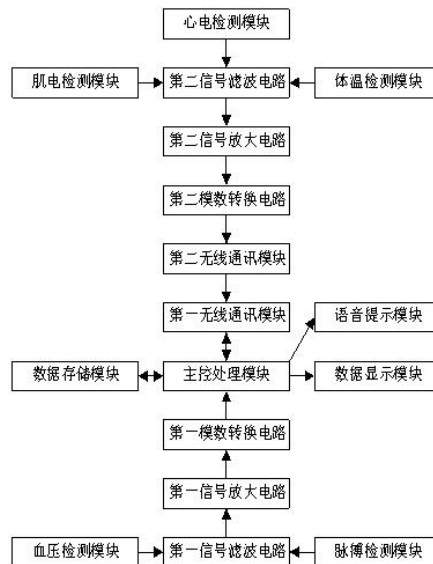 心电检测模块
肌电检测模块
第二信号滤波电路
体温检测模块
第二信号放大电路
第二模数转换电路
第二无线通讯模块
第一无线通讯模块
语音提示模块
数据存储模块
主控处理模块
数据显示模块
第一模数转换电路
第一信号放大电路
血压检测模块
第一信号滤波电路
脉搏检测模块